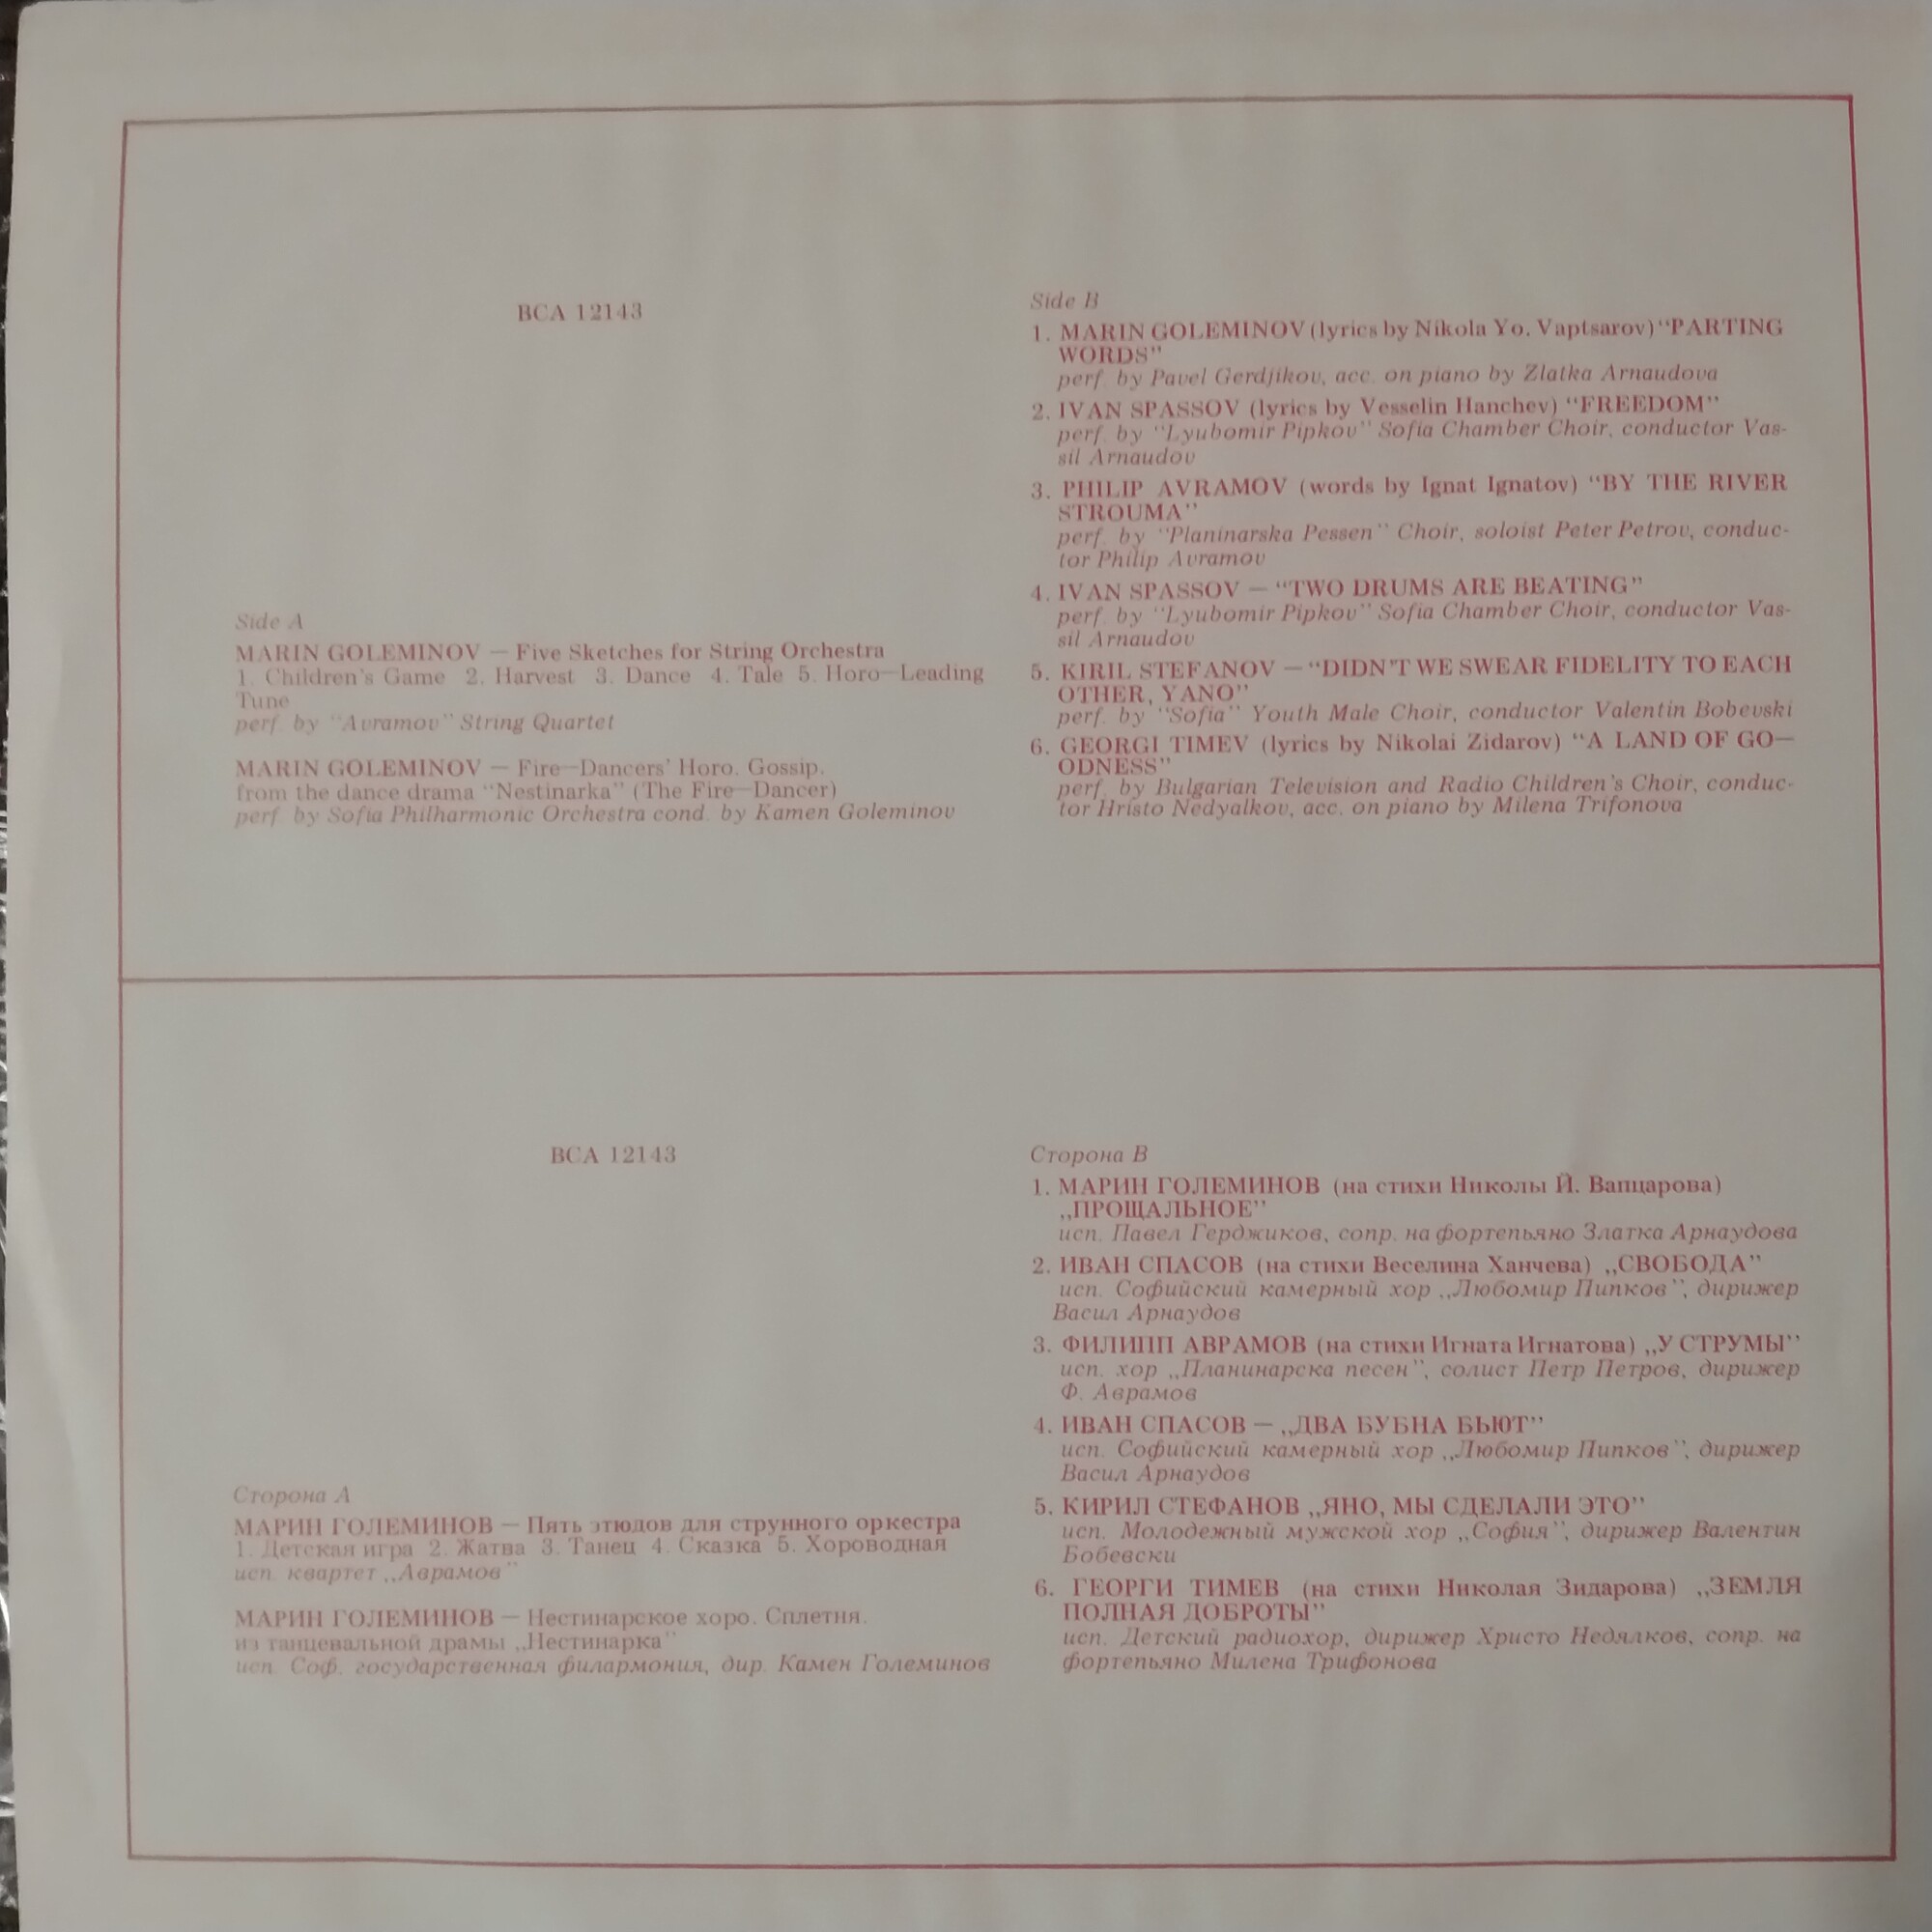 BCA 12143
Side A
MARIN GOLEMINOV — Five Sketches for String Orchestra
1. Children's Game 2. Harvest 3. Dance 4. Tale 5. Horo—Leading
Tune
perf. by "Avramov" String Quartet
MARIN GOLEMINOV — Fire—Dancers' Horo. Gossip.
from the dance drama "Nestinarka" (The Fire—Dancer)
perf. by Sofia Philharmonic Orchestra cond. by Kamen Goleminov
Side B
1. MARIN GOLEMINOV (lyrics by Nikola Yo. Vaptsarov) "PARTING
WORDS"
perf. by Pavel Gerdjikov, acc. on piano by Zlatka Arnaudova
2. IVAN SPASSOV (lyrics by Vesselin Hanchev) "FREEDOM"
perf. by "Lyubomir Pipkov" Sofia Chamber Choir, conductor Vas-
sil Arnaudov
3. PHILIP AVRAMOV (words by Ignat Ignatov) "BY THE RIVER
STROUMA"
perf. by "Planinarska Pessen" Choir, soloist Peter Petrov, conduc-
tor Philip Avramov
4. IVAN SPASSOV — "TWO DRUMS ARE BEATING"
perf. by "Lyubomir Pipkov" Sofia Chamber Choir, conductor Vas-
sil Arnaudov
5. KIRIL STEFANOV — "DIDN'T WE SWEAR FIDELITY TO EACH
OTHER, YANO"
perf. by "Sofia" Youth Male Choir, conductor Valentin Bobevski
6. GEORGI TIMEV (lyrics by Nikolai Zidarov) "A LAND OF GO—
ODNESS"
perf. by Bulgarian Television and Radio Children's Choir, conduc-
tor Hristo Nedyalkov, acc. on piano by Milena Trifonova
BCA 12143
Сторона А
МАРИН ГОЛЕМИНОВ — Пять этюдов для струнного оркестра
1. Детская игра 2. Жатва 3. Танец 4. Сказка 5. Хороводная
исп. квартет „Аврамов"
МАРИН ГОЛЕМИНОВ — Нестинарское хоро. Сплетня.
из танцевальной драмы „Нестинарка"
исп. Соф. государственная филармония, дир. Камен Големинов
Сторона В
1. МАРИН ГОЛЕМИНОВ (на стихи Николы Й. Вапцарова)
„ПРОЩАЛЬНОЕ"
исп. Павел Герджиков, сопр. на фортепьяно Златка Арнаудова
2. ИВАН СПАСОВ (на стихи Веселина Ханчева) „СВОБОДА"
исп. Софийский камерный хор „Любомир Пипков", дирижер
Васил Арнаудов
3. ФИЛИПП АВРАМОВ (на стихи Игната Игнатова) „У СТРУМЫ"
исп. хор „Планинарска песен", солист Петр Петров, дирижер
Ф. Аврамов
4. ИВАН СПАСОВ — „ДВА БУБНА БЬЮТ"
исп. Софийский камерный хор „Любомир Пипков", дирижер
Васил Арнаудов
5. КИРИЛ СТЕФАНОВ „ЯНО, МЫ СДЕЛАЛИ ЭТО"
исп. Молодежный мужской хор „София", дирижер Валентин
Бобевски
6. ГЕОРГИ ТИМЕВ (на стихи Николая Зидарова) „ЗЕМЛЯ
ПОЛНАЯ ДОБРОТЫ"
исп. Детский радиохор, дирижер Христо Недялков, сопр. на
фортепьяно Милена Трифонова